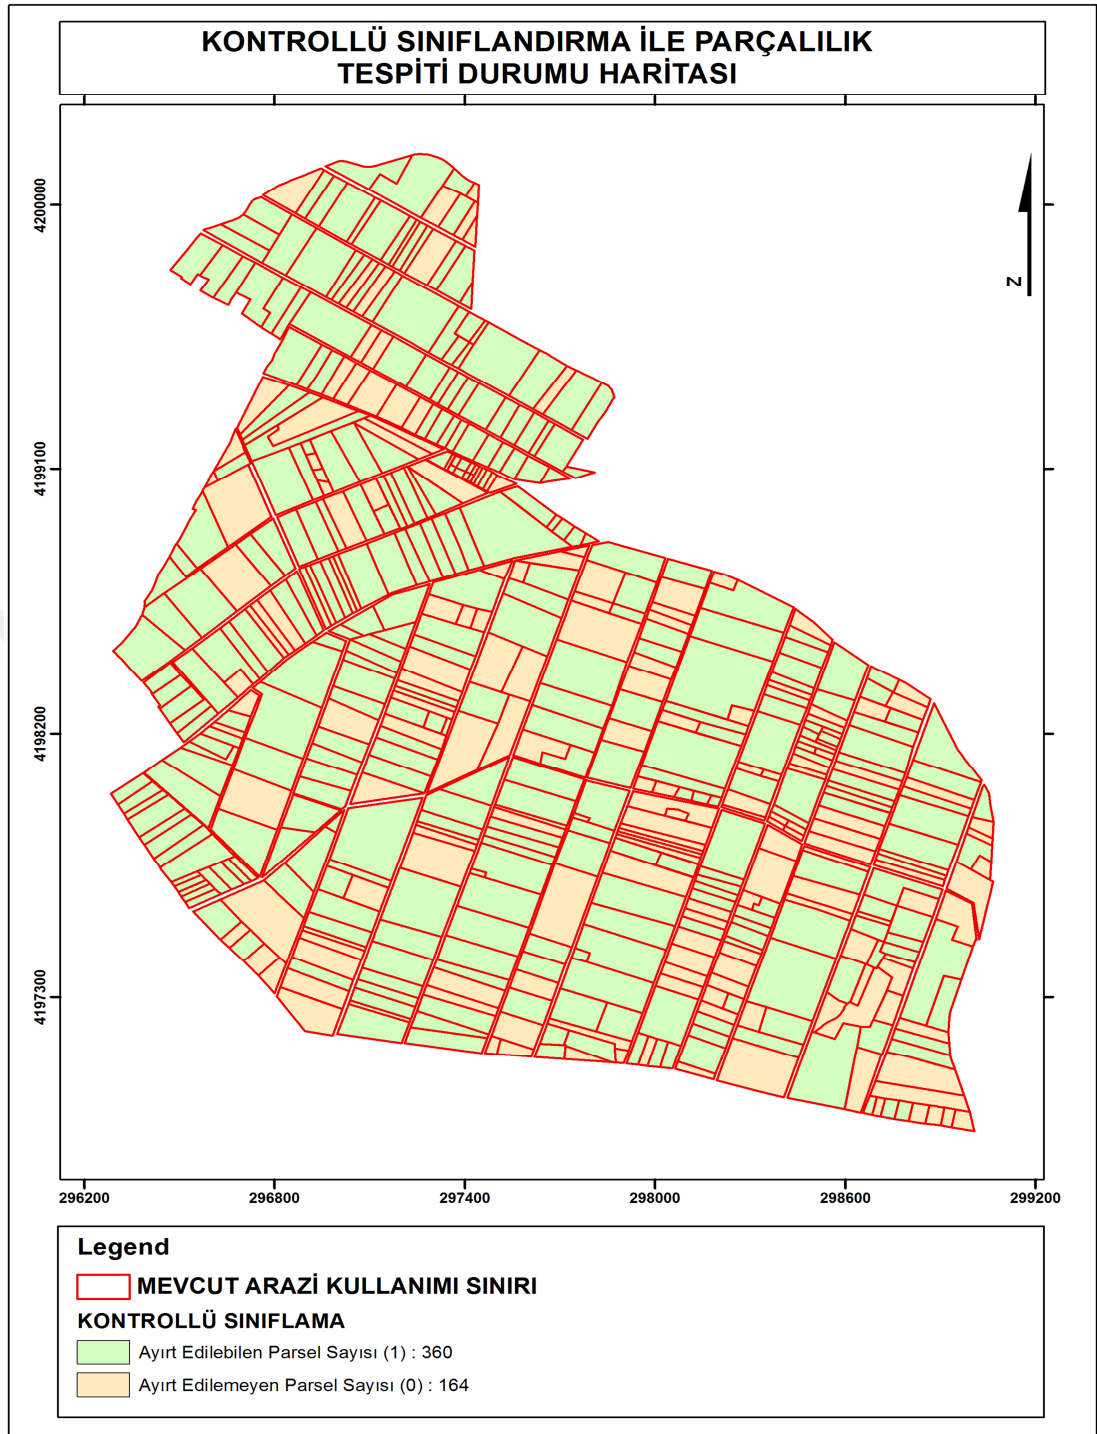 KONTROLLÜ SINIFLANDIRMA İLE PARÇALILIK
TESPİTİ DURUMU HARİTASI
4200000
4199100
4198200
4197300
Z
296200 296800 297400 298000 298600 299200
Legend
MEVCUT ARAZİ KULLANIMI SINIRI
KONTROLLÜ SINIFLAMA
Ayırt Edilebilen Parsel Sayısı (1) : 360
Ayırt Edilemeyen Parsel Sayısı (0) : 164